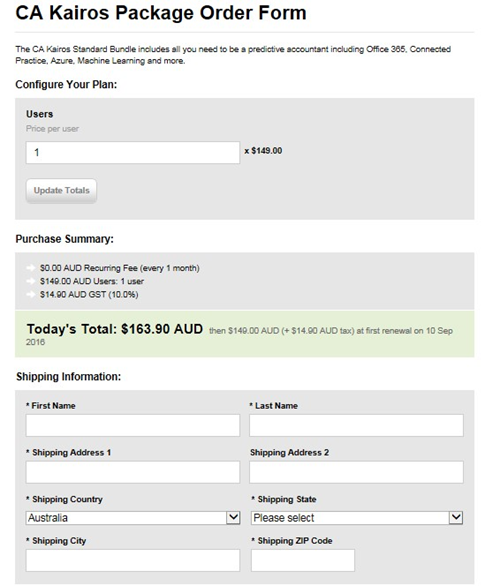 CA Kairos Package Order Form
The CA Kairos Standard Bundle includes all you need to be a predictive accountant including Office 365, Connected
Practice, Azure, Machine Learning and more.
Configure Your Plan:
Users
Price per user
1 x $149.00
Update Totals
Purchase Summary:
$0.00 AUD Recurring Fee (every 1 month)
$149.00 AUD Users: 1 user
$14.90 AUD GST (10.0%)
Today's Total: $163.90 AUD then $149.00 AUD (+ $14.90 AUD tax) at first renewal on 10 Sep
2016
Shipping Information:
* First Name * Last Name
* Shipping Address 1 Shipping Address 2
* Shipping Country * Shipping State
Australia Please select
* Shipping City * Shipping ZIP Code